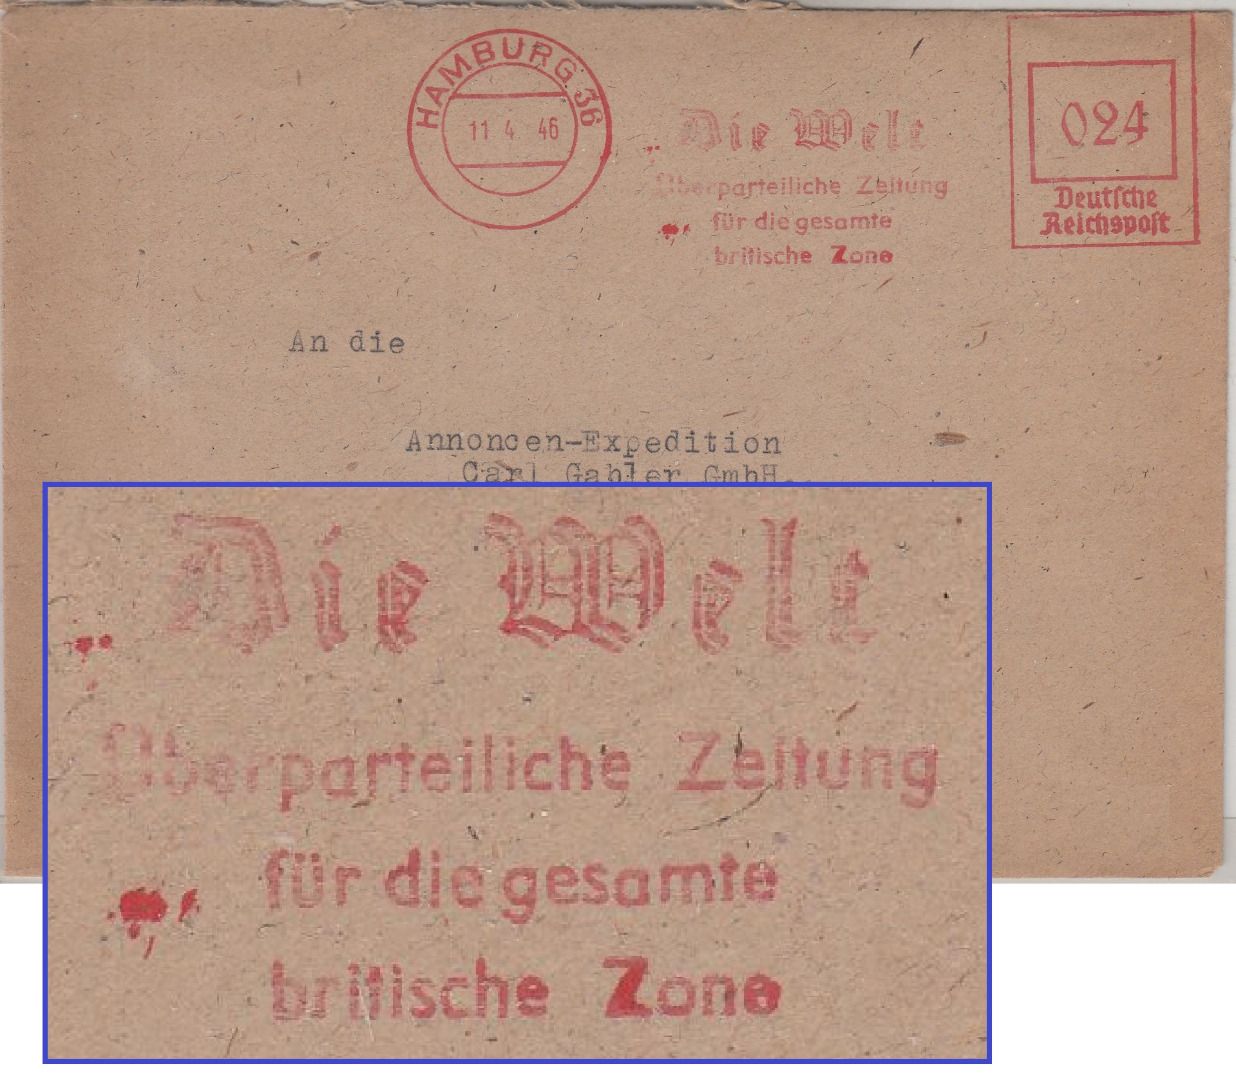 HAMBURG 36
11 4 46
Die Welt
Überparteiliche Zeitung
für die gesamte
britische Zone
024
Deutsche
Reichspost
An die
Annoncen-Expedition
Carl Gabler GmbH.
Die Welt
Überparteiliche Zeitung
für die gesamte
britische Zone